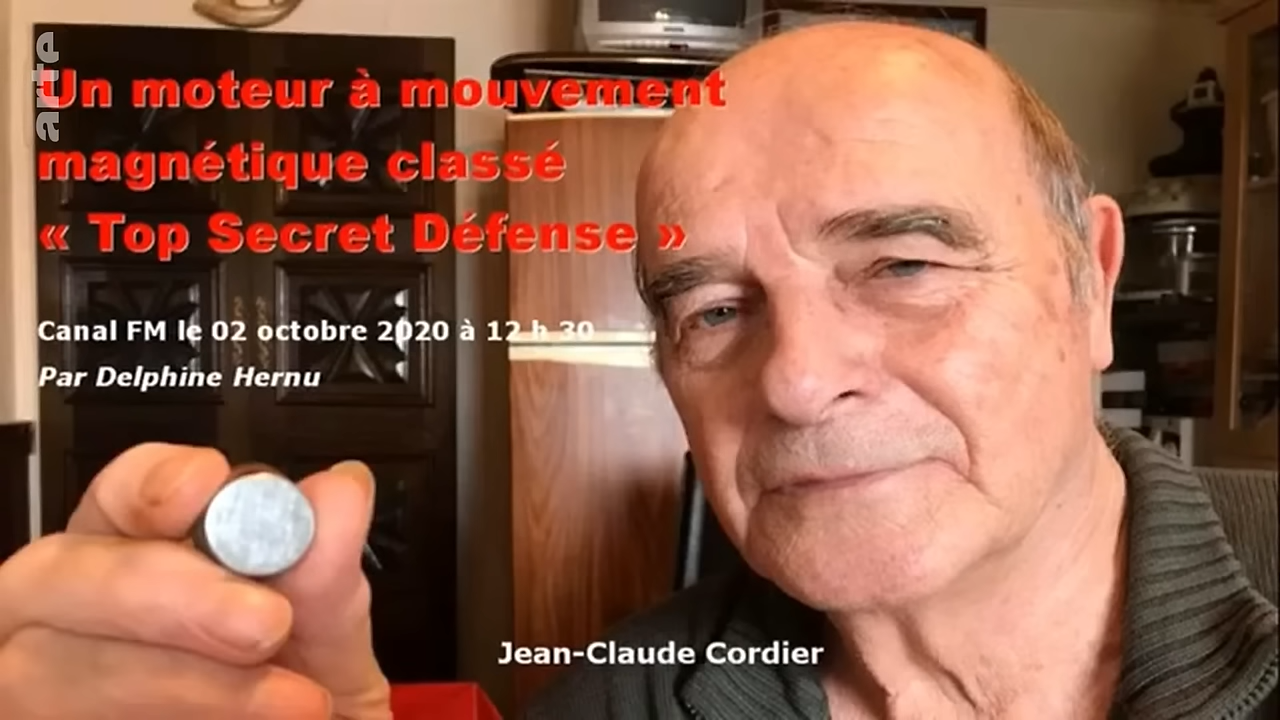 arte
Un moteur à mouvement
magnétique classé
« Top Secret Défense »
Canal FM le 02 octobre 2020 à 12 h 30
Par Delphine Hernu
Jean-Claude Cordier